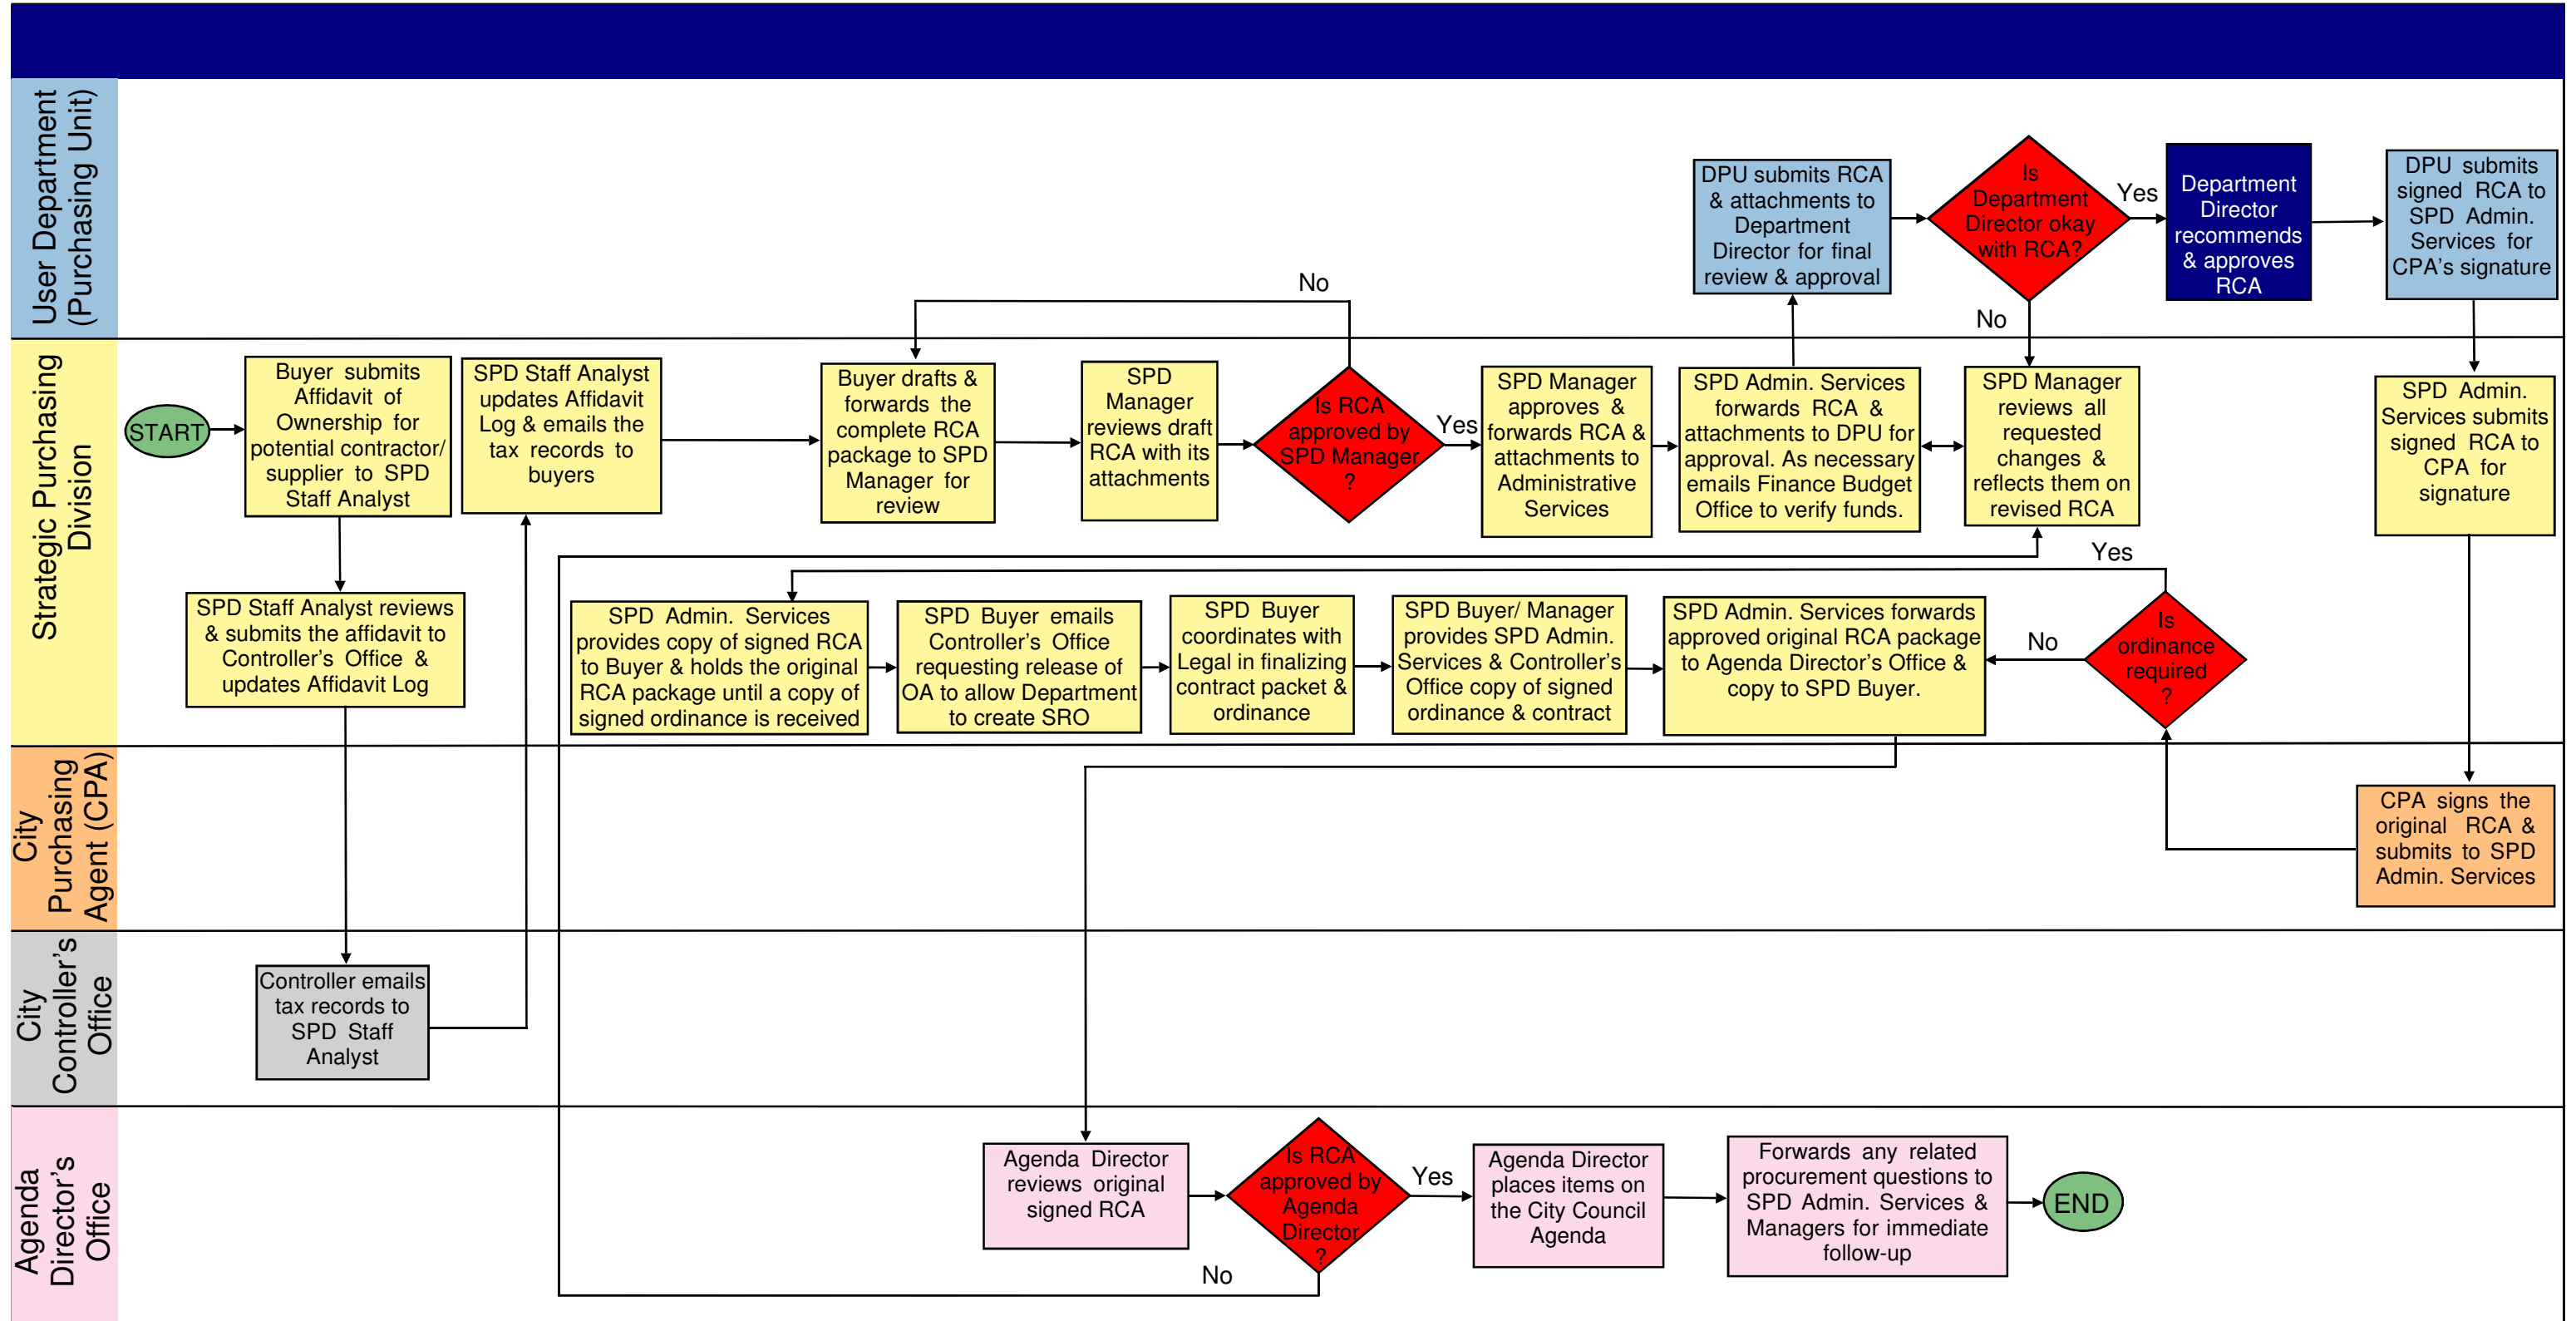 User Department
(Purchasing Unit)
DPU submits RCA
& attachments to
Department
Director for final
review & approval
Is
Department
Director okay
with RCA?
Yes
No
Department
Director
recommends
& approves
RCA
DPU submits
signed RCA to
SPD Admin.
Services for
CPA's signature
No
Strategic Purchasing
Division
START
Buyer submits
Affidavit of
Ownership for
potential contractor/
supplier to SPD
Staff Analyst
SPD Staff Analyst
updates Affidavit
Log & emails the
tax records to
buyers
Buyer drafts &
forwards the
complete RCA
package to SPD
Manager for
review
SPD
Manager
reviews draft
RCA with its
attachments
Is RCA
approved by
SPD Manager
?
Yes
SPD Manager
approves &
forwards RCA &
attachments to
Administrative
Services
SPD Admin. Services
forwards RCA &
attachments to DPU for
approval. As necessary
emails Finance Budget
Office to verify funds.
SPD Manager
reviews all
requested
changes &
reflects them on
revised RCA
SPD Admin.
Services submits
signed RCA to
CPA for
signature
SPD Staff Analyst reviews
& submits the affidavit to
Controller's Office &
updates Affidavit Log
SPD Admin. Services
provides copy of signed RCA
to Buyer & holds the original
RCA package until a copy of
signed ordinance is received
SPD Buyer emails
Controller's Office
requesting release of
OA to allow Department
to create SRO
SPD Buyer
coordinates with
Legal in finalizing
contract packet &
ordinance
SPD Buyer/ Manager
provides SPD Admin.
Services & Controller's
Office copy of signed
ordinance & contract
SPD Admin. Services forwards
approved original RCA package
to Agenda Director's Office &
copy to SPD Buyer.
No
Yes
Is
ordinance
required
?
City
Purchasing
Agent (CPA)
CPA signs the
original RCA &
submits to SPD
Admin. Services
City
Controller's
Office
Controller emails
tax records to
SPD Staff
Analyst
Agenda
Director's
Office
Agenda Director
reviews original
signed RCA
Is RCA
approved by
Agenda
Director
?
Yes
No
Agenda Director
places items on
the City Council
Agenda
Forwards any related
procurement questions to
SPD Admin. Services &
Managers for immediate
follow-up
END